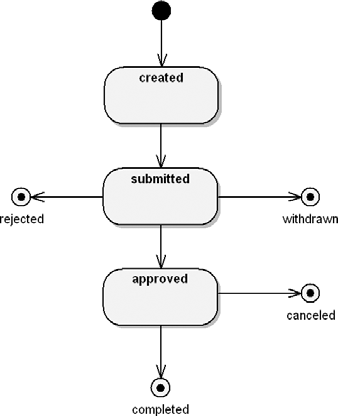 created
submitted
rejected
withdrawn
approved
canceled
completed